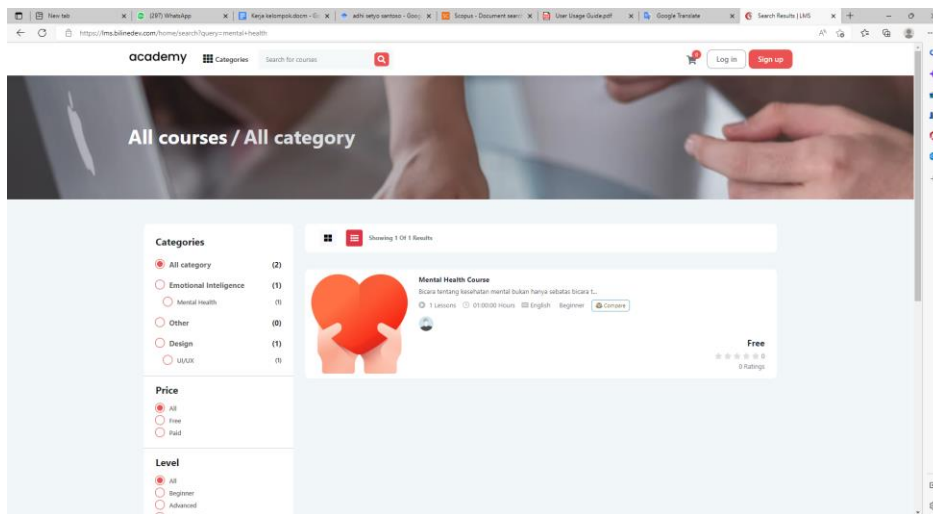 New tab
(297) WhatsApp
Kerja kelompok.docm - Go
adhi setyo santoso - Goog
Scopus - Document search
User Usage Guide.pdf
Google Translate
Search Results | LMS
https://lms.bilinedev.com/home/search?query=mental+health
academy
Categories
Search for courses
0
Log in
Sign up
All courses / All category
Categories
All category (2)
Emotional Inteligence (1)
Mental Health (1)
Other (0)
Design (1)
UI/UX (1)
Price
All
Free
Paid
Level
All
Beginner
Advanced
Showing 1 Of 1 Results
Mental Health Course
Bicara tentang kesehatan mental bukan hanya sebatas bicara t...
1 Lessons 01:00:00 Hours English Beginner Compare
Free
0
0 Ratings